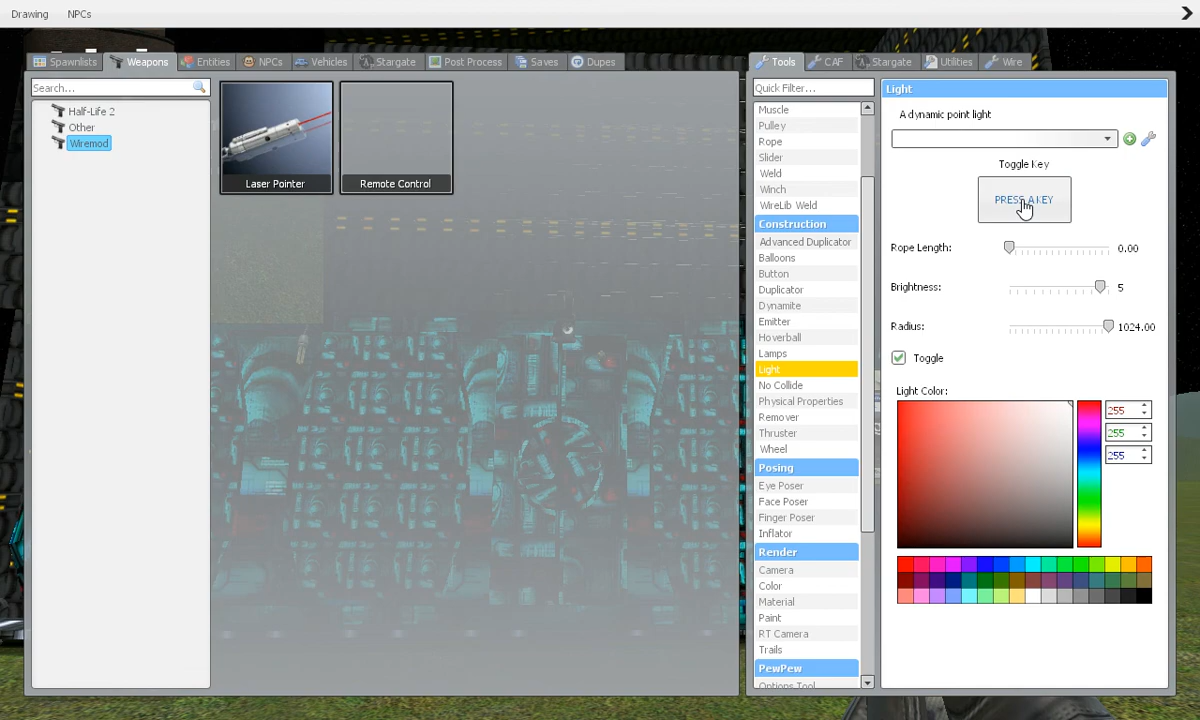 Drawing NPCs
Spawnlists Weapons Entities NPCs Vehicles Stargate Post Process Saves Dupes
Search...
Half-Life 2
Other
Wiremod
Laser Pointer
Remote Control
Tools CAF Stargate Utilities Wire
Quick Filter...
Muscle
Pulley
Rope
Slider
Weld
Winch
WireLib Weld
Construction
Advanced Duplicator
Balloons
Button
Duplicator
Dynamite
Emitter
Hoverball
Lamps
Light
No Collide
Physical Properties
Remover
Thruster
Wheel
Posing
Eye Poser
Face Poser
Finger Poser
Inflator
Render
Camera
Color
Material
Paint
RT Camera
Trails
PewPew
Options Tool
Light
A dynamic point light
Toggle Key
PRESS A KEY
Rope Length: 0.00
Brightness: 5
Radius: 1024.00
Toggle
Light Color:
255
255
255